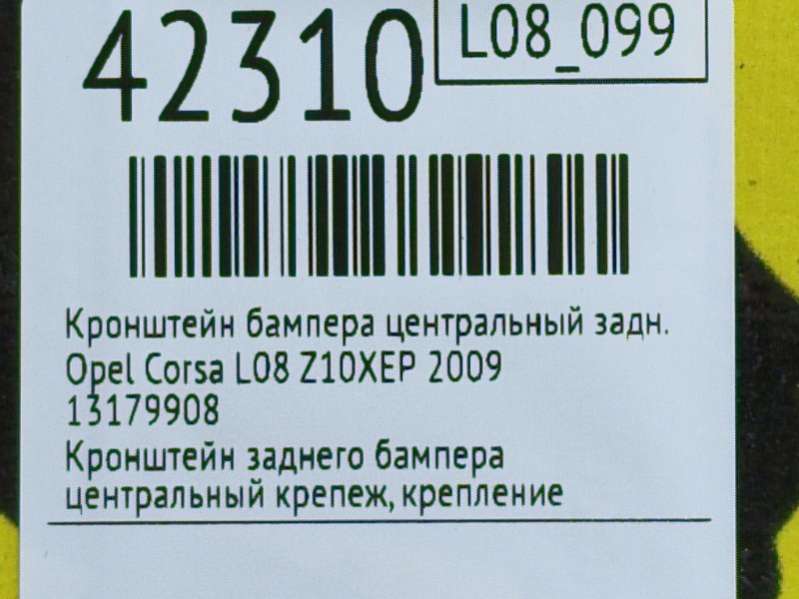 42310
L08_099
Кронштейн бампера центральный задн.
Opel Corsa L08 Z10XEP 2009
13179908
Кронштейн заднего бампера
центральный крепеж, крепление